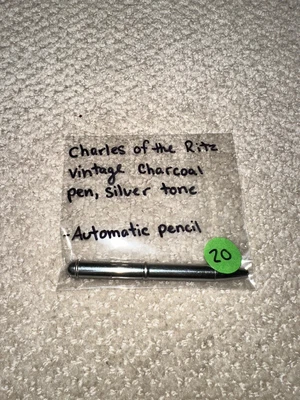 Charles of the Ritz
vintage Charcoal
pen, silver tone
- Automatic pencil
20